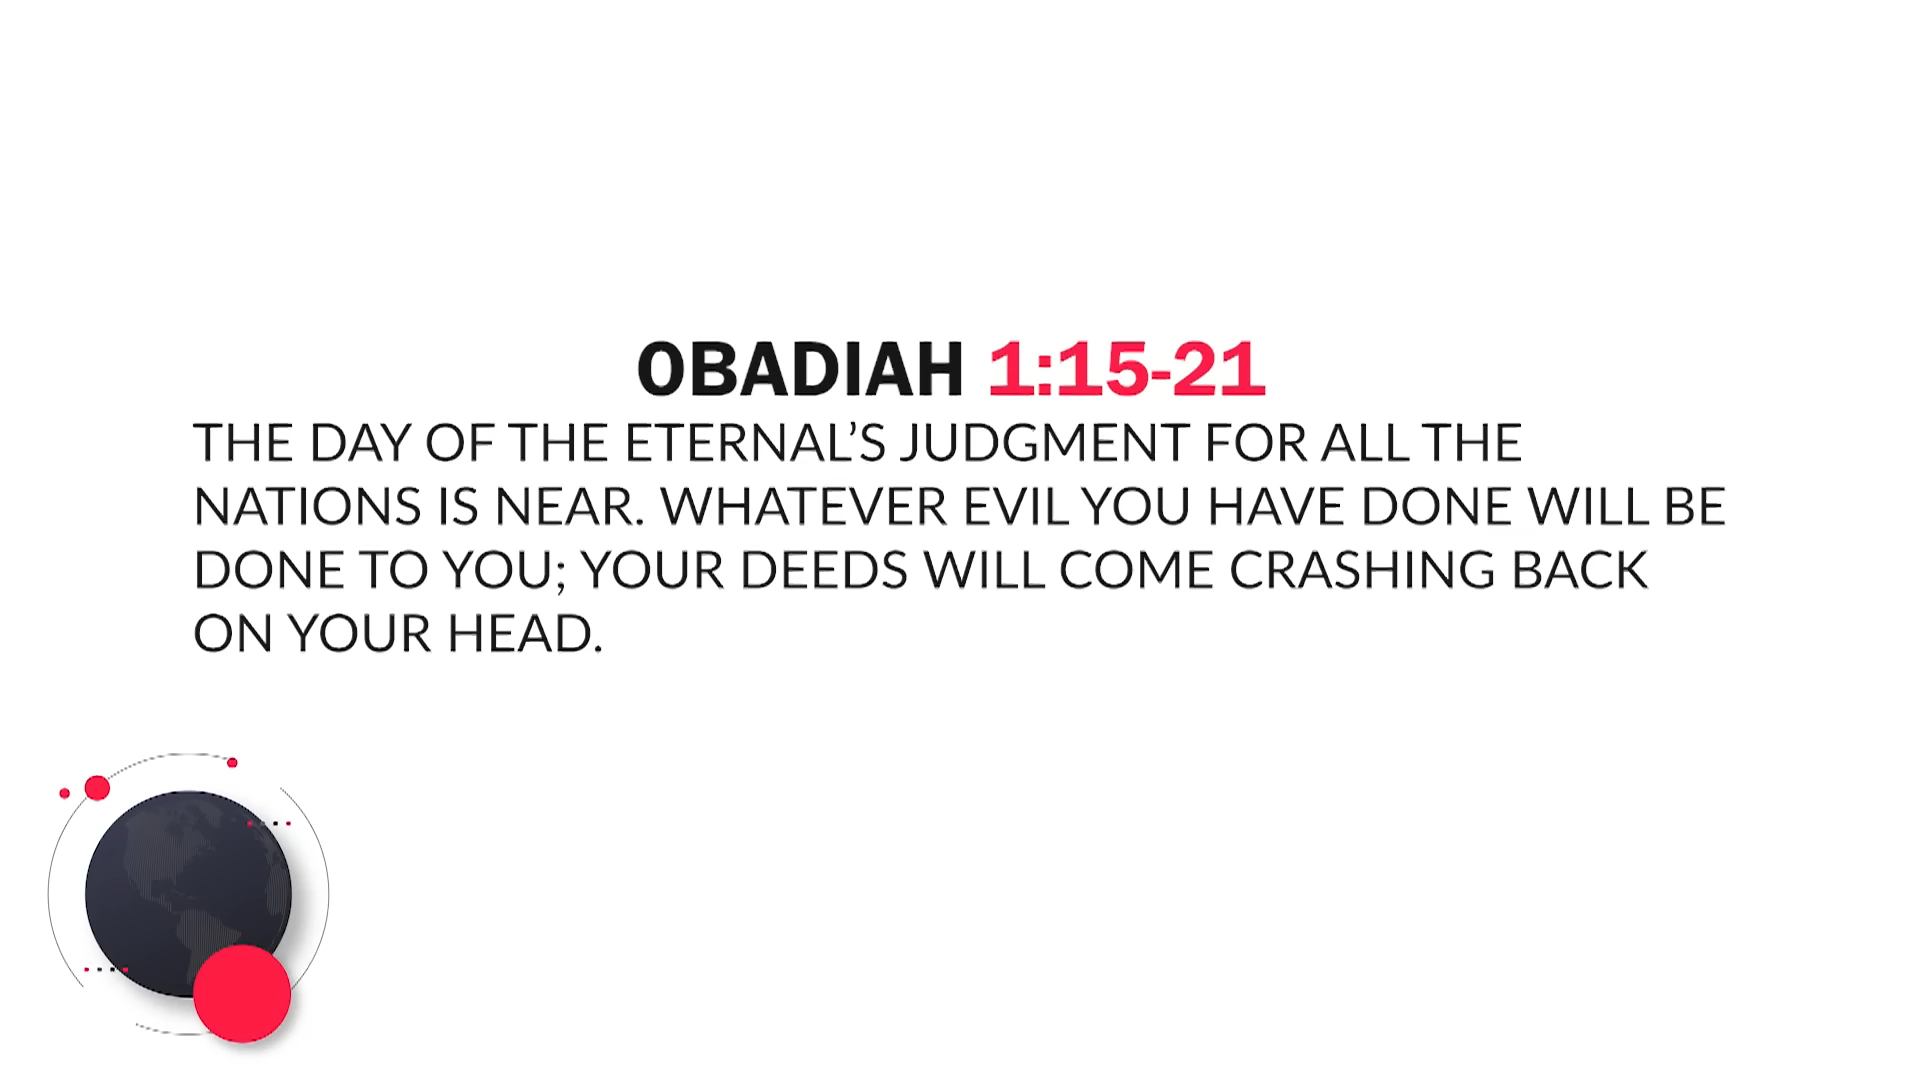 OBADIAH 1:15-21
THE DAY OF THE ETERNAL’S JUDGMENT FOR ALL THE
NATIONS IS NEAR. WHATEVER EVIL YOU HAVE DONE WILL BE
DONE TO YOU; YOUR DEEDS WILL COME CRASHING BACK
ON YOUR HEAD.